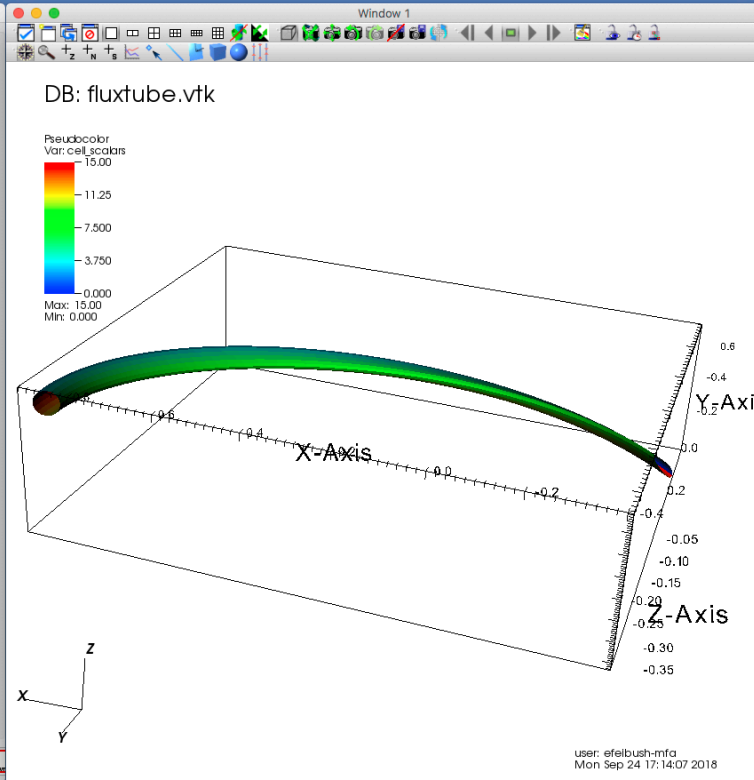 Window 1
DB: fluxtube.vtk
Pseudocolor
Var: cell_scalars
15.00
11.25
7.500
3.750
0.000
Max: 15.00
Min: 0.000
0.6
-0.4
Y-Axi
-0.2
0.0
0.2
0.6
0.4
X-Axis
0.0
-0.2
-0.4
-0.05
-0.10
-0.15
-0.20
Z-Axis
-0.25
-0.30
-0.35
Z
X
Y
user: efeibush-mfa
Mon Sep 24 17:14:07 2018